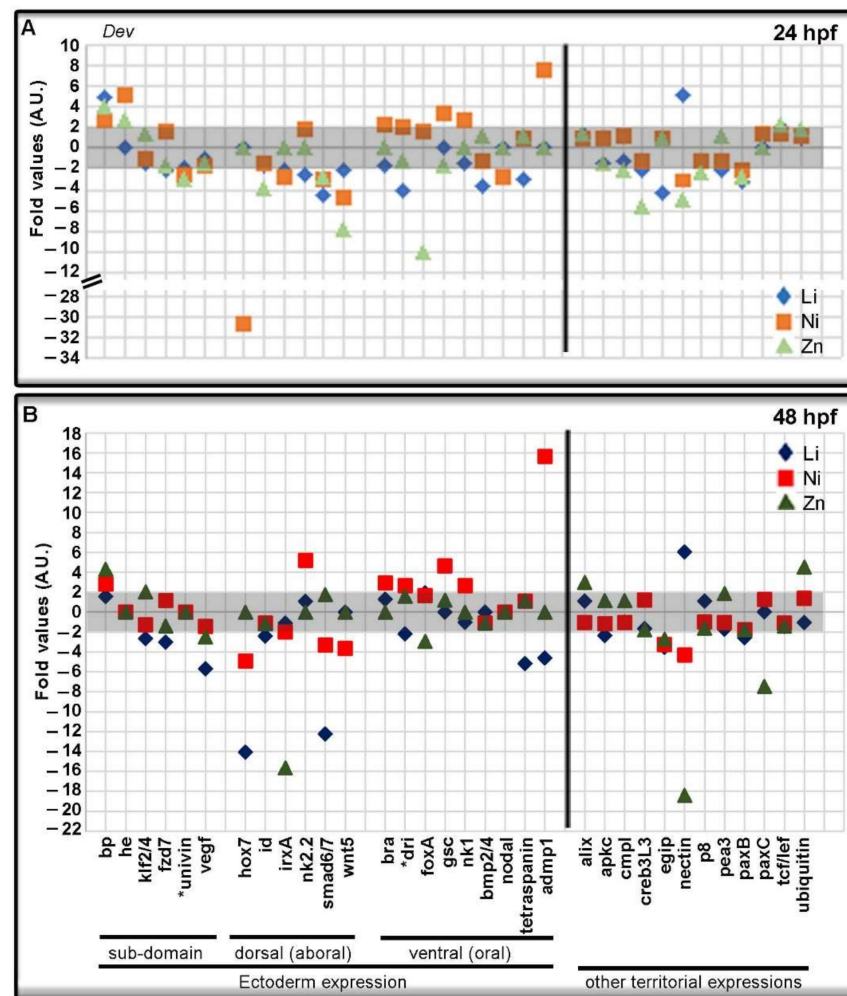 A
Dev
24 hpf
Fold values (A.U.)
10
8
6
4
2
0
−2
−4
−6
−8
−10
−12
−28
−30
−32
−34
Li
Ni
Zn
B
48 hpf
Fold values (A.U.)
18
16
14
12
10
8
6
4
2
0
−2
−4
−6
−8
−10
−12
−14
−16
−18
−20
−22
Li
Ni
Zn
bp
he
klf2/4
fzd7
*univin
vegf
hox7
id
irxA
nk2.2
smad6/7
wnt5
bra
*dri
foxA
gsc
nk1
bmp2/4
nodal
tetraspanin
admp1
alix
apkc
cmpl
creb3L3
egip
nectin
p8
pea3
paxB
paxC
tcf/lef
ubiquitin
sub-domain
dorsal (aboral)
ventral (oral)
Ectoderm expression
other territorial expressions